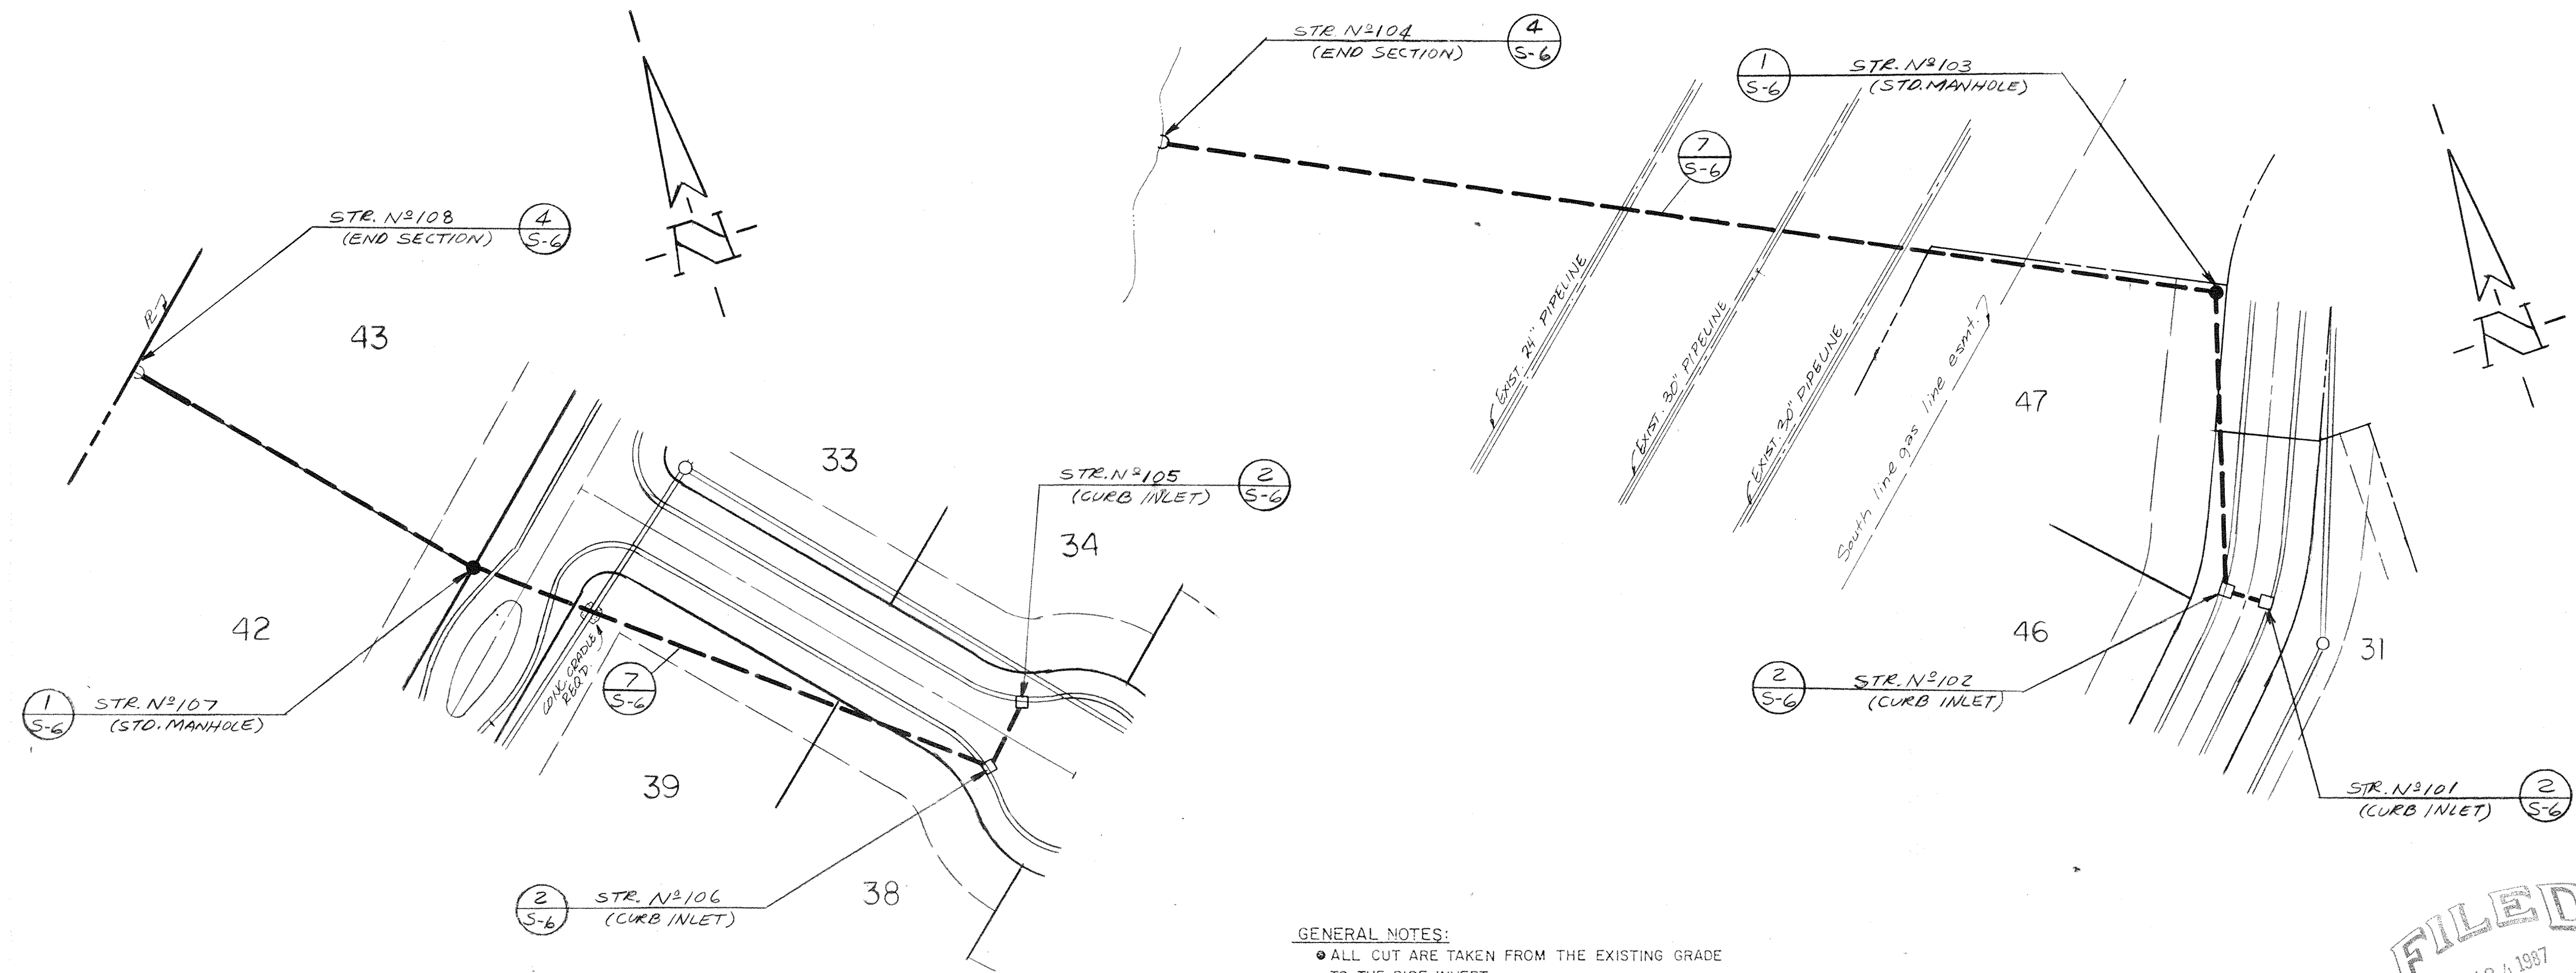 STR. Nº104
(END SECTION)
4
S-6
1
S-6
STR. Nº103
(STD. MANHOLE)
7
S-6
N
N
STR. Nº108
(END SECTION)
4
S-6
43
EXIST. 24" PIPELINE
EXIST. 30" PIPELINE
EXIST. 30" PIPELINE
South line gas line esmt.
47
33
STR. Nº105
(CURB INLET)
2
S-6
34
42
46
31
CONC. CRADLE
REQ'D.
7
S-6
1
S-6
STR. Nº107
(STD. MANHOLE)
2
S-6
STR. Nº102
(CURB INLET)
39
STR. Nº101
(CURB INLET)
2
S-6
2
S-6
STR. Nº106
(CURB INLET)
38
GENERAL NOTES:
● ALL CUT ARE TAKEN FROM THE EXISTING GRADE
TO THE PIPE INVERT
FILED
1987